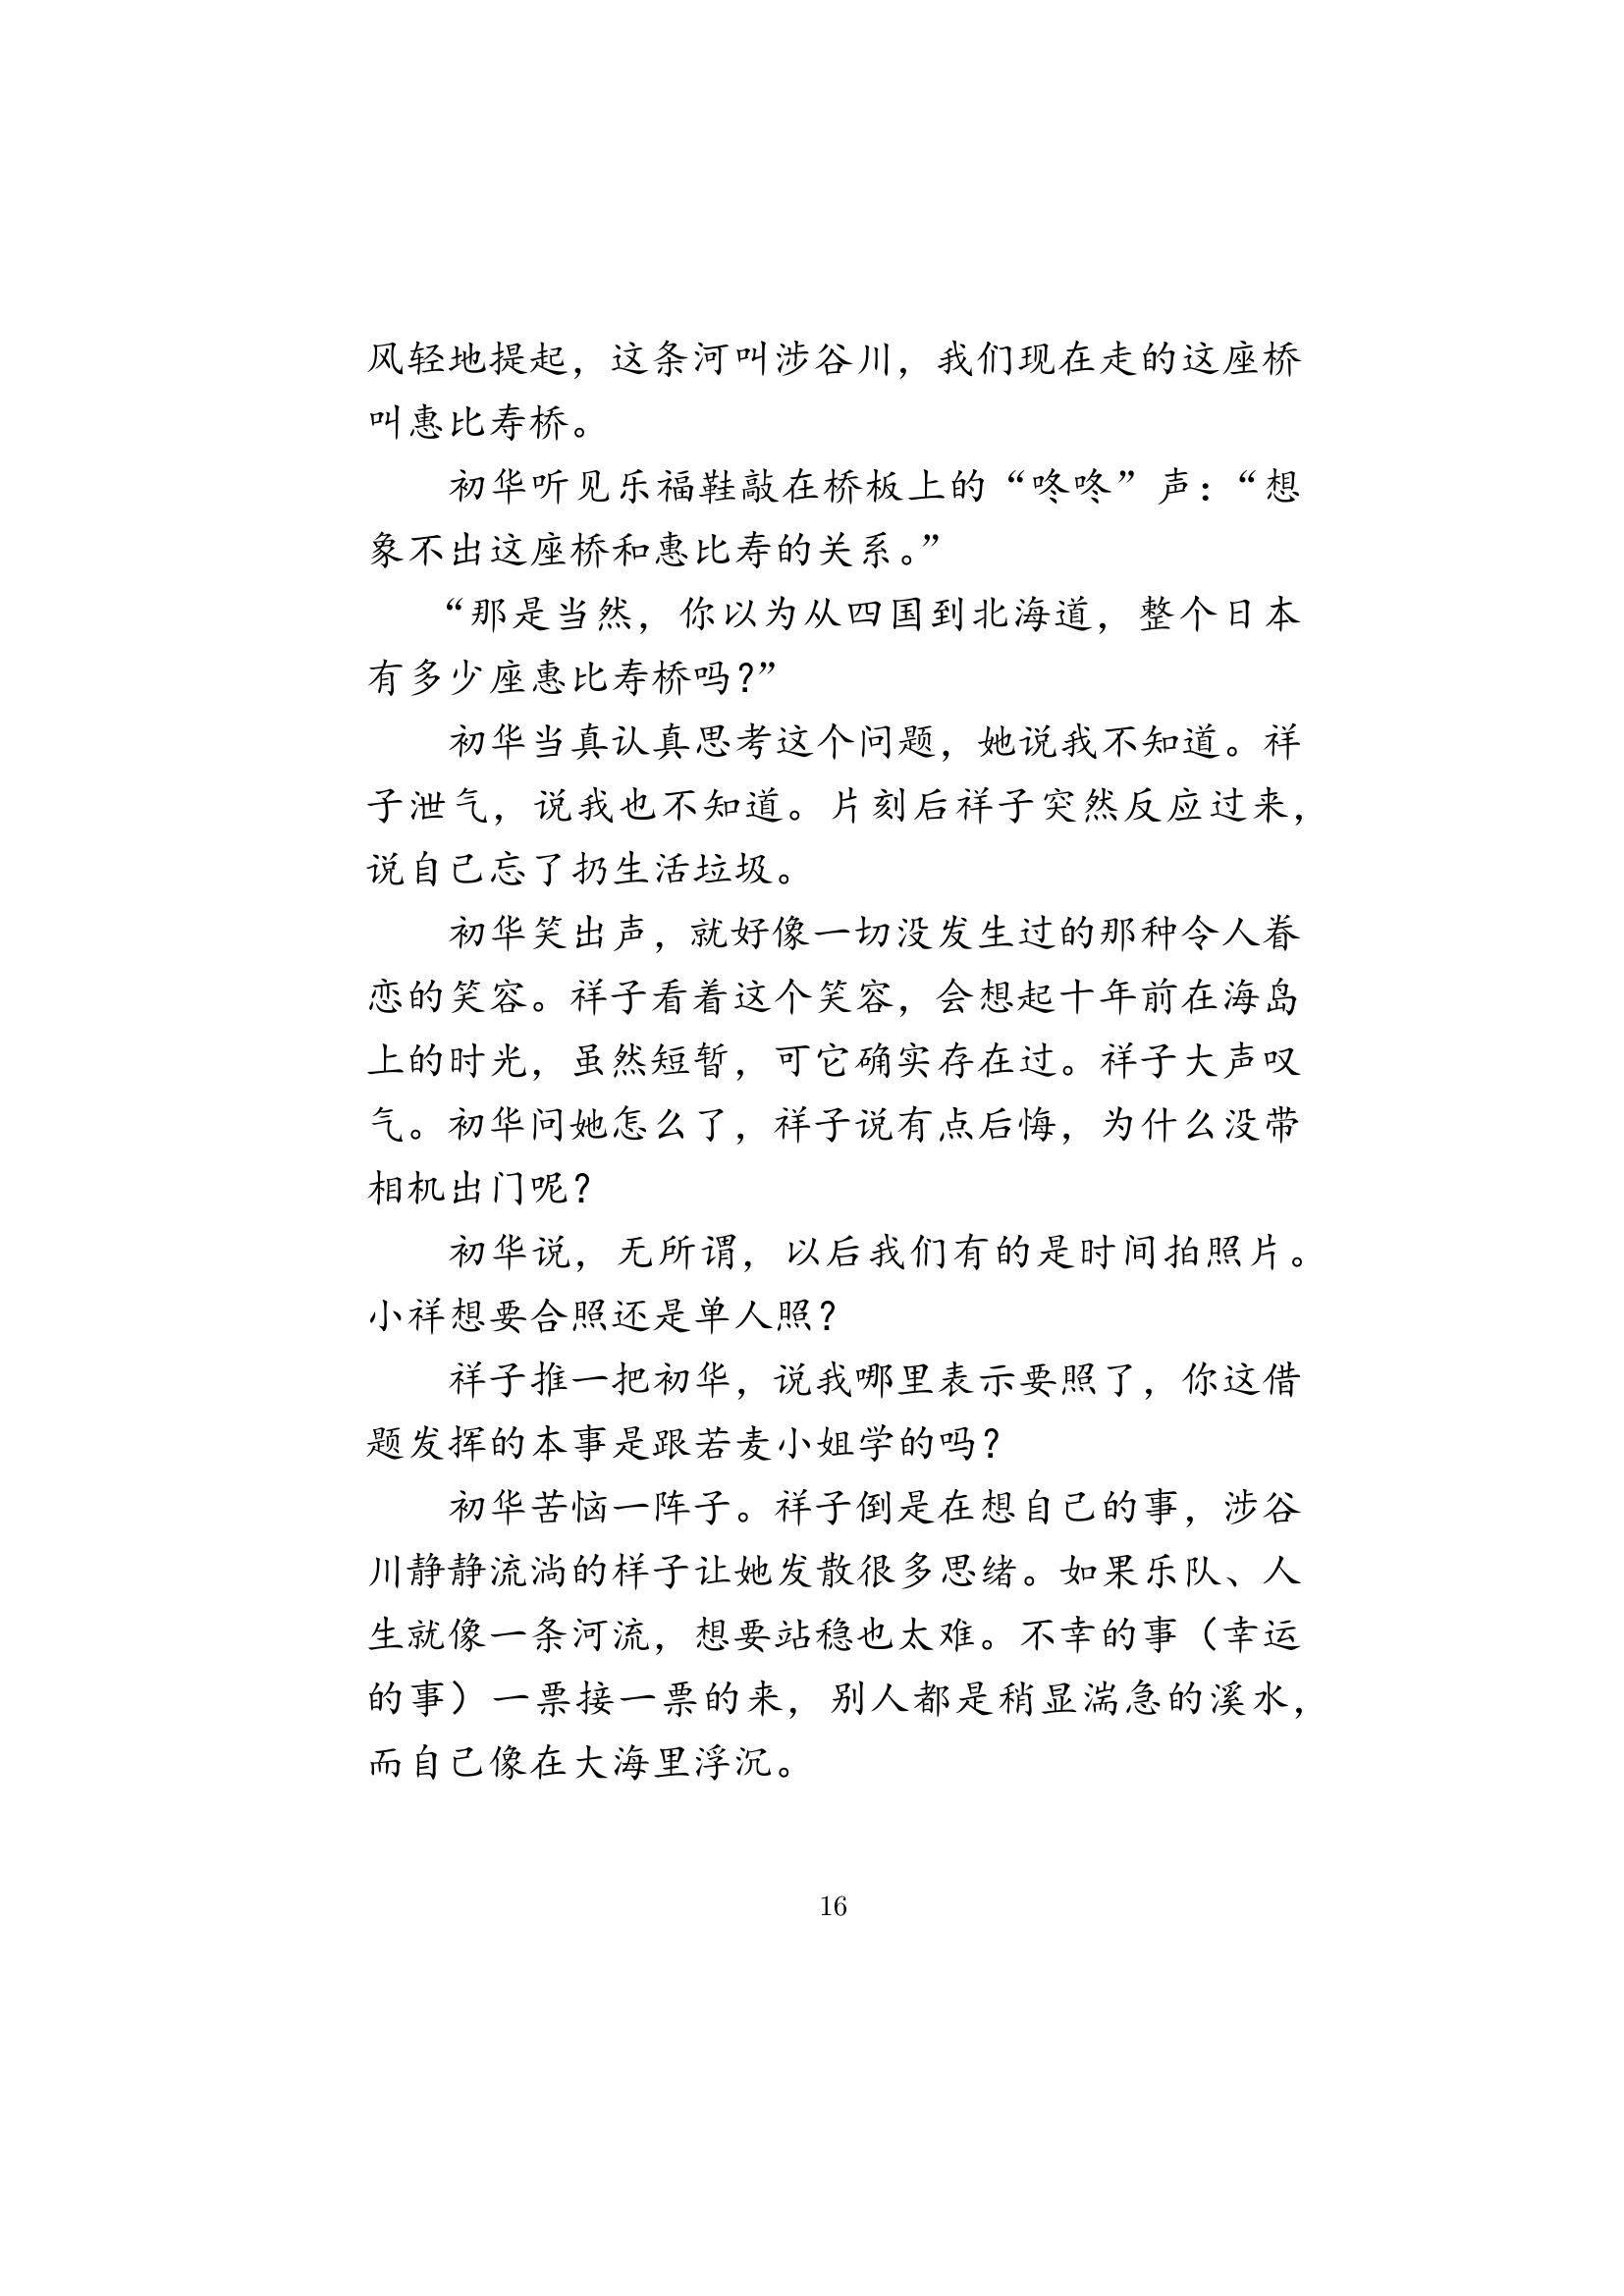 风轻地提起，这条河叫涉谷川，我们现在走的这座桥
叫惠比寿桥。
初华听见乐福鞋敲在桥板上的“咚咚”声：“想
象不出这座桥和惠比寿的关系。”
“那是当然，你以为从四国到北海道，整个日本
有多少座惠比寿桥吗？”
初华当真认真思考这个问题，她说我不知道。祥
子泄气，说我也不知道。片刻后祥子突然反应过来，
说自己忘了扔生活垃圾。
初华笑出声，就好像一切没发生过的那种令人眷
恋的笑容。祥子看着这个笑容，会想起十年前在海岛
上的时光，虽然短暂，可它确实存在过。祥子大声叹
气。初华问她怎么了，祥子说有点后悔，为什么没带
相机出门呢？
初华说，无所谓，以后我们有的是时间拍照片。
小祥想要合照还是单人照？
祥子推一把初华，说我哪里表示要照了，你这借
题发挥的本事是跟若麦小姐学的吗？
初华苦恼一阵子。祥子倒是在想自己的事，涉谷
川静静流淌的样子让她发散很多思绪。如果乐队、人
生就像一条河流，想要站稳也太难。不幸的事（幸运
的事）一票接一票的来，别人都是稍显湍急的溪水，
而自己像在大海里浮沉。
16